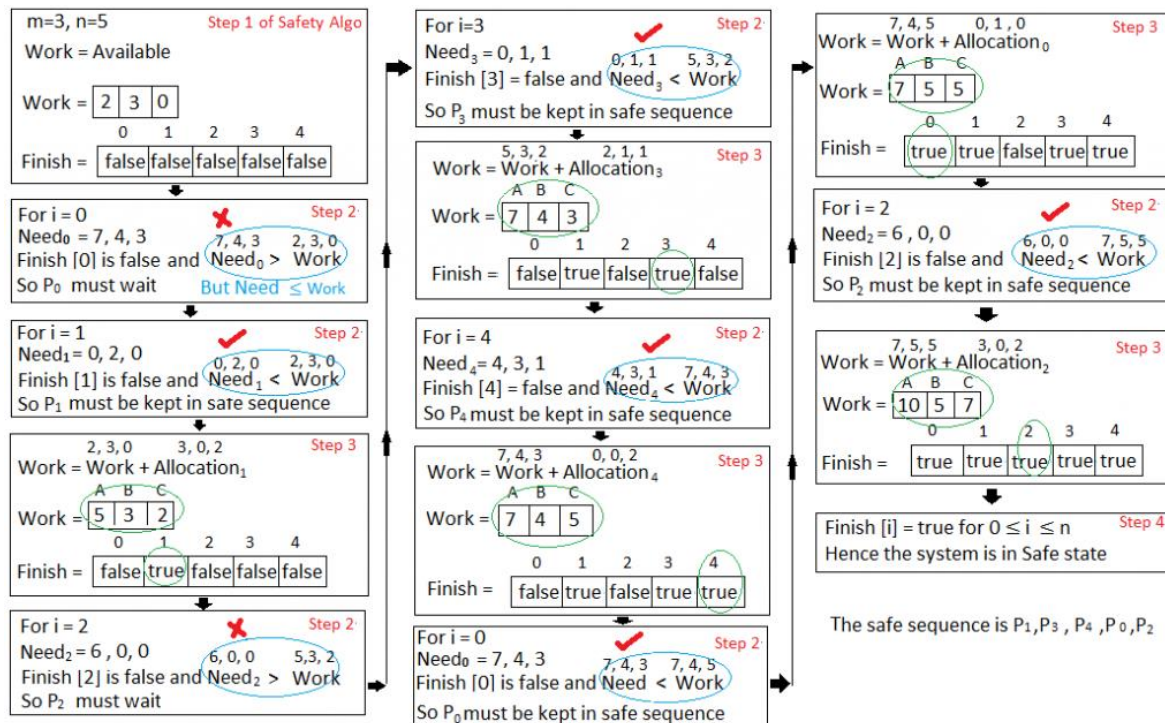 m=3, n=5 Step 1 of Safety Algo
Work = Available
Work = 2 3 0
0 1 2 3 4
Finish = false false false false false
For i = 0 Step 2
Need₀ = 7, 4, 3 7, 4, 3 2, 3, 0
Finish [0] is false and Need₀ > Work
So P₀ must wait But Need ≤ Work
For i = 1 Step 2
Need₁ = 0, 2, 0 0, 2, 0 2, 3, 0
Finish [1] is false and Need₁ < Work
So P₁ must be kept in safe sequence
Step 3
2, 3, 0 3, 0, 2
Work = Work + Allocation₁
A B C
Work = 5 3 2
0 1 2 3 4
Finish = false true false false false
For i = 2 Step 2
Need₂ = 6, 0, 0 6, 0, 0 5,3, 2
Finish [2] is false and Need₂ > Work
So P₂ must wait
For i=3 Step 2
Need₃ = 0, 1, 1 0, 1, 1 5, 3, 2
Finish [3] = false and Need₃ < Work
So P₃ must be kept in safe sequence
5, 3, 2 2, 1, 1 Step 3
Work = Work + Allocation₃
A B C
Work = 7 4 3
0 1 2 3 4
Finish = false true false true false
For i = 4 Step 2
Need₄ = 4, 3, 1 4, 3, 1 7, 4, 3
Finish [4] = false and Need₄ < Work
So P₄ must be kept in safe sequence
7, 4, 3 0, 0, 2 Step 3
Work = Work + Allocation₄
A B C
Work = 7 4 5
0 1 2 3 4
Finish = false true false true true
For i=0 Step 2
Need₀ = 7, 4, 3 7, 4, 3 7, 4, 5
Finish [0] is false and Need < Work
So P₀ must be kept in safe sequence
7, 4, 5 0, 1 , 0 Step 3
Work = Work + Allocation₀
A B C
Work = 7 5 5
0 1 2 3 4
Finish = true true false true true
For i = 2 Step 2
Need₂ = 6 , 0, 0 6, 0, 0 7, 5, 5
Finish [2] is false and Need₂ < Work
So P₂ must be kept in safe sequence
7, 5, 5 3, 0, 2 Step 3
Work = Work + Allocation₂
A B C
Work = 10 5 7
0 1 2 3 4
Finish = true true true true true
Finish [i] = true for 0 ≤ i ≤ n Step 4
Hence the system is in Safe state
The safe sequence is P₁,P₃ , P₄ ,P₀,P₂